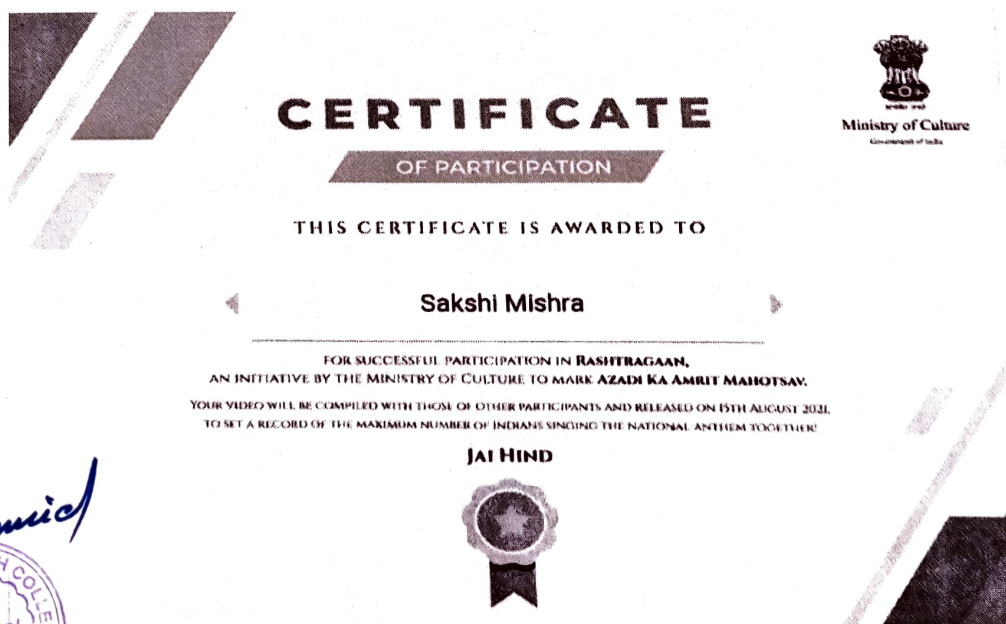 CERTIFICATE
OF PARTICIPATION
Ministry of Culture
Government of India
THIS CERTIFICATE IS AWARDED TO
Sakshi Mishra
FOR SUCCESSFUL PARTICIPATION IN RASHTRAGAAN,
AN INITIATIVE BY THE MINISTRY OF CULTURE TO MARK AZADI KA AMRIT MAHOTSAV.
YOUR VIDEO WILL BE COMPILED WITH THOSE OF OTHER PARTICIPANTS AND RELEASED ON 15TH AUGUST 2021,
TO SET A RECORD OF THE MAXIMUM NUMBER OF INDIANS SINGING THE NATIONAL ANTHEM TOGETHER!
JAI HIND